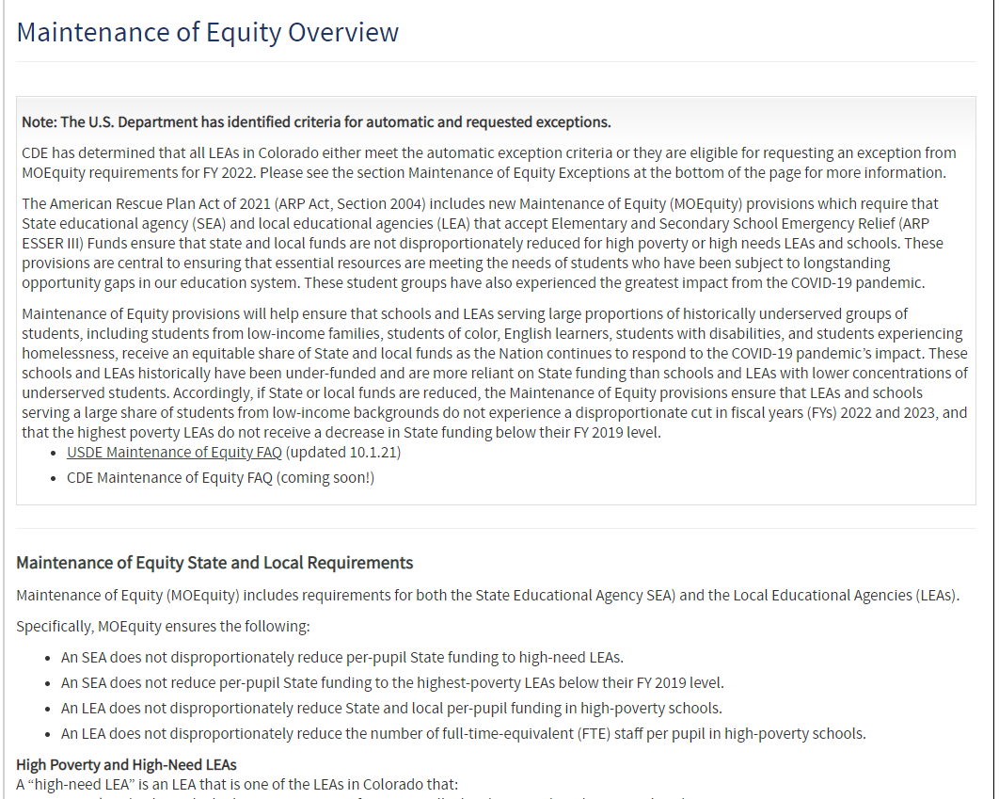 Maintenance of Equity Overview
Note: The U.S. Department has identified criteria for automatic and requested exceptions.
CDE has determined that all LEAs in Colorado either meet the automatic exception criteria or they are eligible for requesting an exception from
MOEquity requirements for FY 2022. Please see the section Maintenance of Equity Exceptions at the bottom of the page for more information.
The American Rescue Plan Act of 2021 (ARP Act, Section 2004) includes new Maintenance of Equity (MOEquity) provisions which require that
State educational agency (SEA) and local educational agencies (LEA) that accept Elementary and Secondary School Emergency Relief (ARP
ESSER III) Funds ensure that state and local funds are not disproportionately reduced for high poverty or high needs LEAs and schools. These
provisions are central to ensuring that essential resources are meeting the needs of students who have been subject to longstanding
opportunity gaps in our education system. These student groups have also experienced the greatest impact from the COVID-19 pandemic.
Maintenance of Equity provisions will help ensure that schools and LEAs serving large proportions of historically underserved groups of
students, including students from low-income families, students of color, English learners, students with disabilities, and students experiencing
homelessness, receive an equitable share of State and local funds as the Nation continues to respond to the COVID-19 pandemic's impact. These
schools and LEAs historically have been under-funded and are more reliant on State funding than schools and LEAs with lower concentrations of
underserved students. Accordingly, if State or local funds are reduced, the Maintenance of Equity provisions ensure that LEAs and schools
serving a large share of students from low-income backgrounds do not experience a disproportionate cut in fiscal years (FYs) 2022 and 2023, and
that the highest poverty LEAs do not receive a decrease in State funding below their FY 2019 level.
• USDE Maintenance of Equity FAQ (updated 10.1.21)
• CDE Maintenance of Equity FAQ (coming soon!)
Maintenance of Equity State and Local Requirements
Maintenance of Equity (MOEquity) includes requirements for both the State Educational Agency SEA) and the Local Educational Agencies (LEAs).
Specifically, MOEquity ensures the following:
• An SEA does not disproportionately reduce per-pupil State funding to high-need LEAs.
• An SEA does not reduce per-pupil State funding to the highest-poverty LEAs below their FY 2019 level.
• An LEA does not disproportionately reduce State and local per-pupil funding in high-poverty schools.
• An LEA does not disproportionately reduce the number of full-time-equivalent (FTE) staff per pupil in high-poverty schools.
High Poverty and High-Need LEAs
A “high-need LEA” is an LEA that is one of the LEAs in Colorado that: